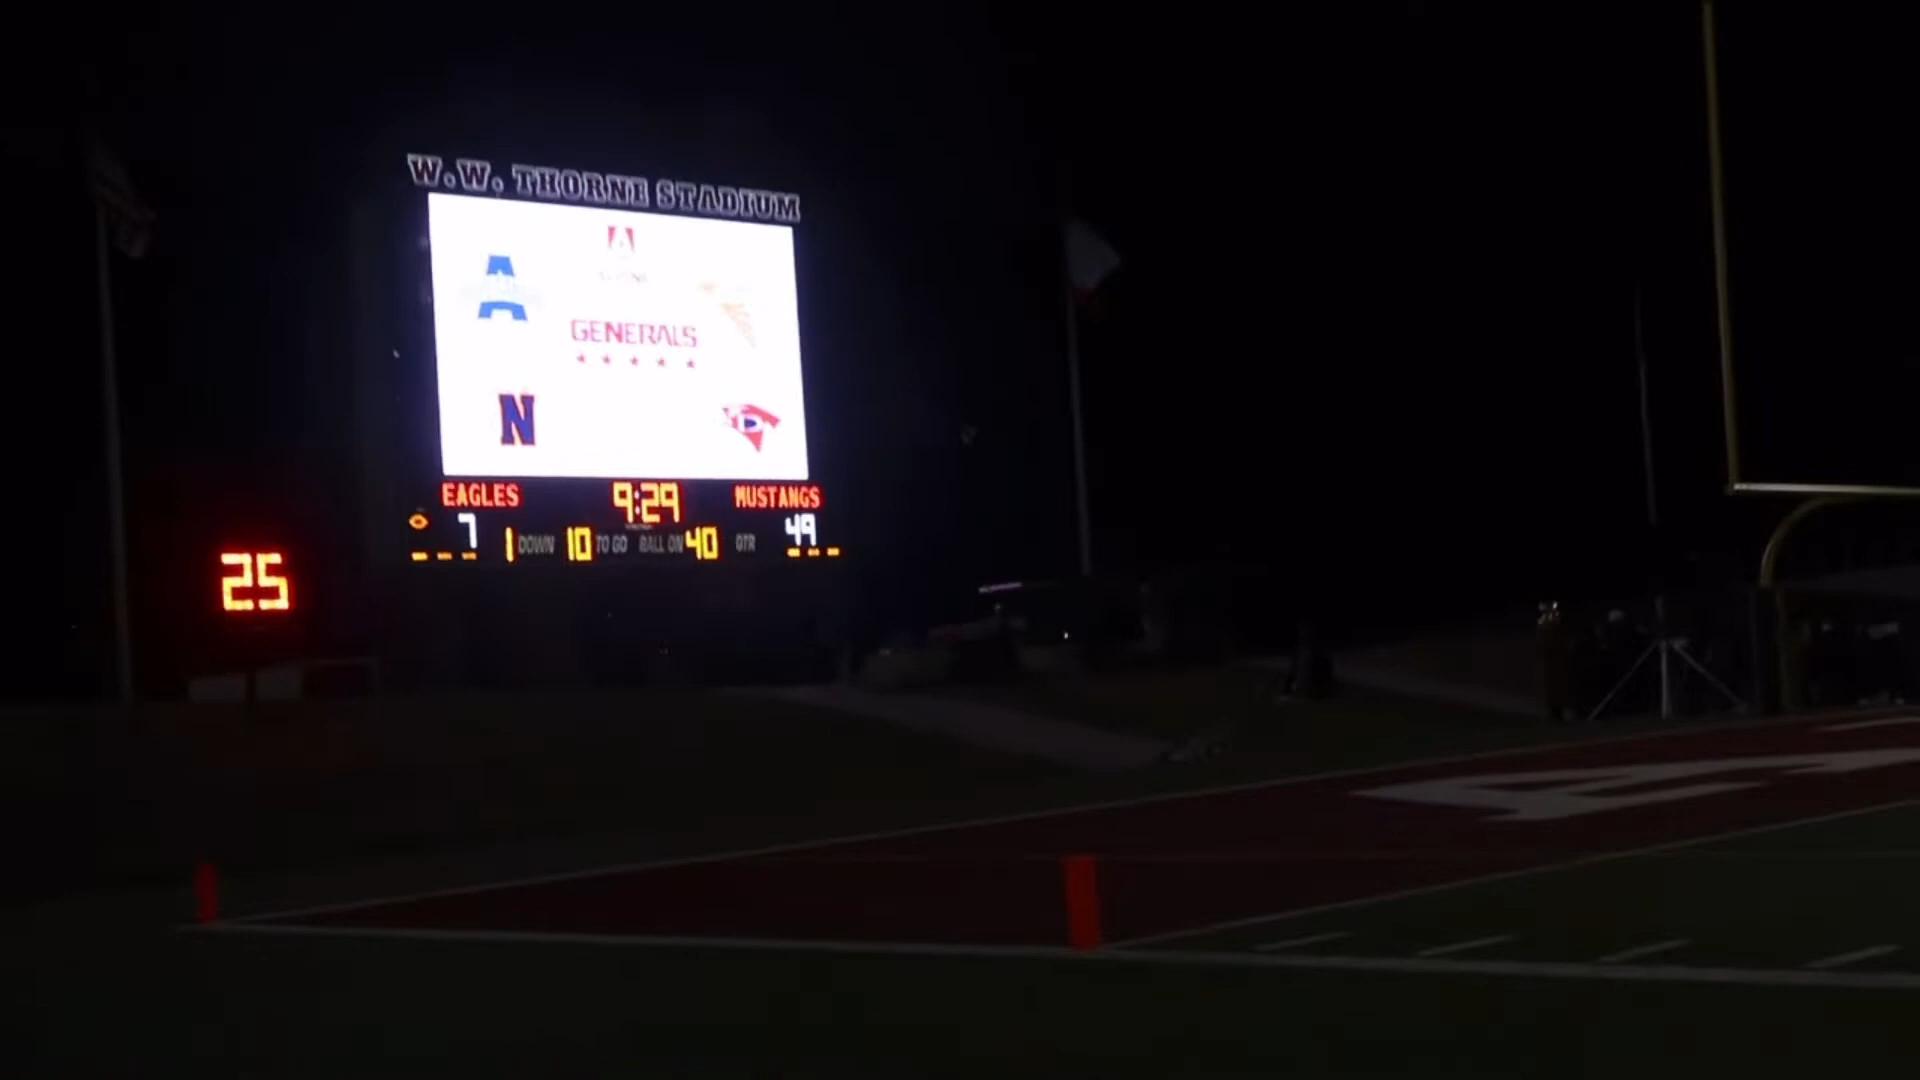 W.W. THORNE STADIUM
A
A
GENERALS
N
D
EAGLES 9:29 MUSTANGS
7 1 DOWN 10 TO GO BALL ON 40 QTR 49
25